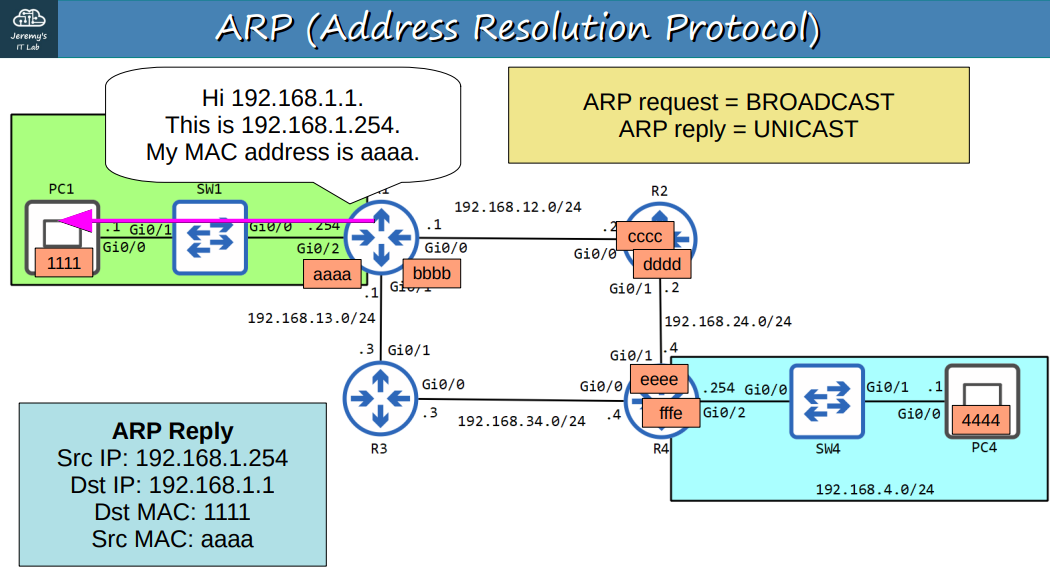 Jeremy's
IT Lab
ARP (Address Resolution Protocol)
Hi 192.168.1.1.
This is 192.168.1.254.
My MAC address is aaaa.
ARP request = BROADCAST
ARP reply = UNICAST
PC1
SW1
R2
192.168.12.0/24
.1
Gi0/1
Gi0/0
.254
.1
.2
cccc
Gi0/0
Gi0/2
Gi0/0
Gi0/0
1111
aaaa
bbbb
dddd
.1
Gi0/1
Gi0/1
.2
192.168.13.0/24
192.168.24.0/24
.3
Gi0/1
Gi0/1
.4
Gi0/0
Gi0/0
eeee
.254
Gi0/0
Gi0/1
.1
.3
192.168.34.0/24
.4
fffe
Gi0/2
Gi0/0
4444
R3
R4
SW4
PC4
192.168.4.0/24
ARP Reply
Src IP: 192.168.1.254
Dst IP: 192.168.1.1
Dst MAC: 1111
Src MAC: aaaa